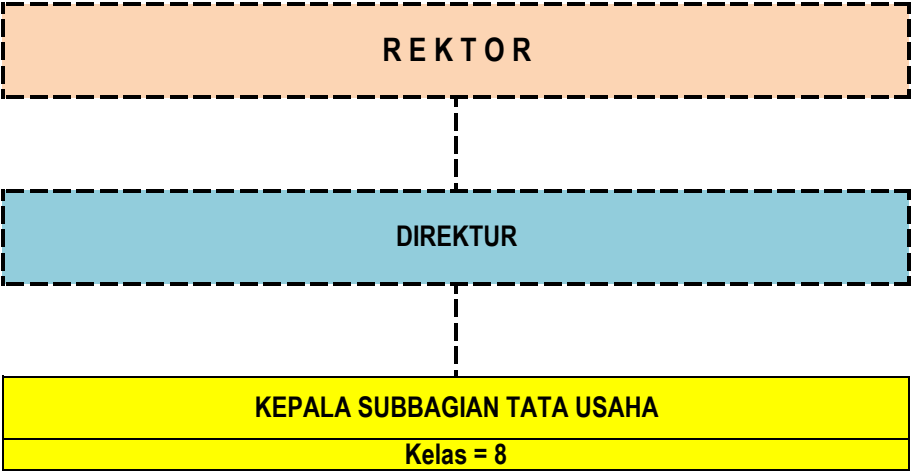 R E K T O R
DIREKTUR
KEPALA SUBBAGIAN TATA USAHA
Kelas = 8